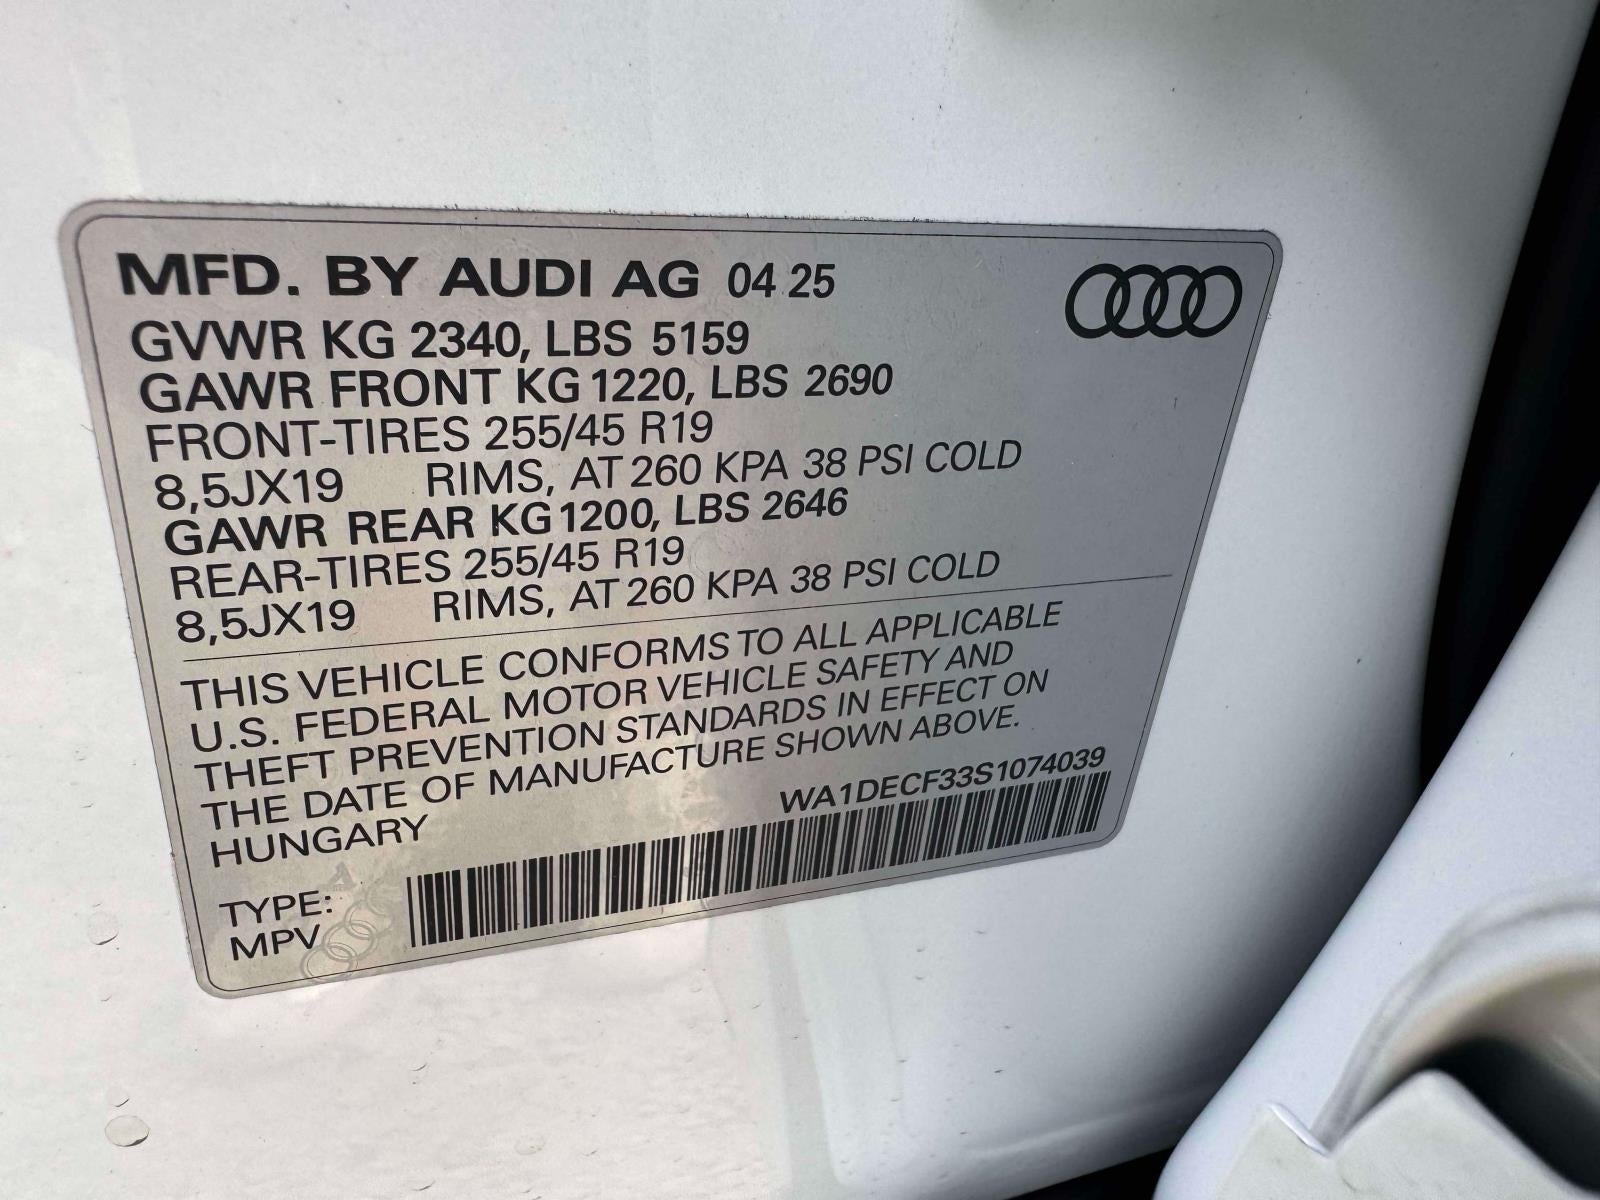 MFD. BY AUDI AG 04 25
GVWR KG 2340, LBS 5159
GAWR FRONT KG 1220, LBS 2690
FRONT-TIRES 255/45 R19
8,5JX19 RIMS, AT 260 KPA 38 PSI COLD
GAWR REAR KG 1200, LBS 2646
REAR-TIRES 255/45 R19
8,5JX19 RIMS, AT 260 KPA 38 PSI COLD
THIS VEHICLE CONFORMS TO ALL APPLICABLE
U.S. FEDERAL MOTOR VEHICLE SAFETY AND
THEFT PREVENTION STANDARDS IN EFFECT ON
THE DATE OF MANUFACTURE SHOWN ABOVE.
HUNGARY
WA1DECF33S1074039
TYPE:
MPV